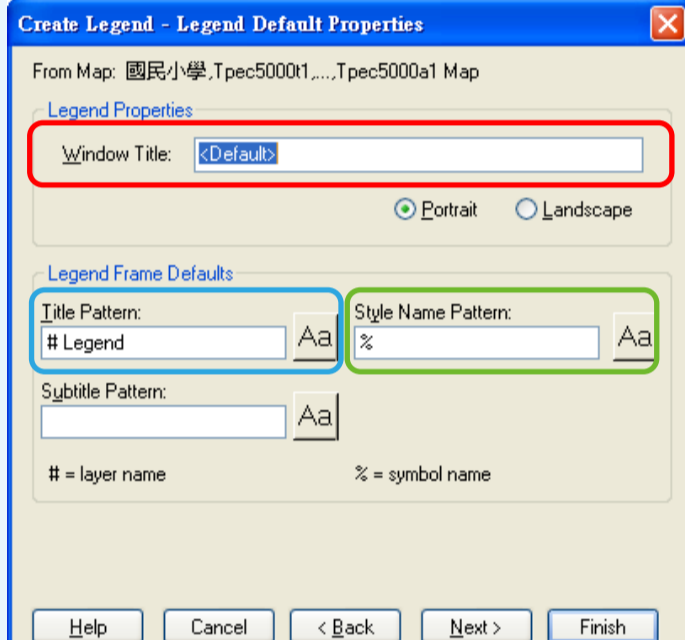 Create Legend - Legend Default Properties
From Map: 國民小學,Tpec5000t1,...,Tpec5000a1 Map
Legend Properties
Window Title: <Default>
Portrait Landscape
Legend Frame Defaults
Title Pattern: Style Name Pattern:
# Legend Aa % Aa
Subtitle Pattern:
Aa
# = layer name % = symbol name
Help Cancel < Back Next > Finish